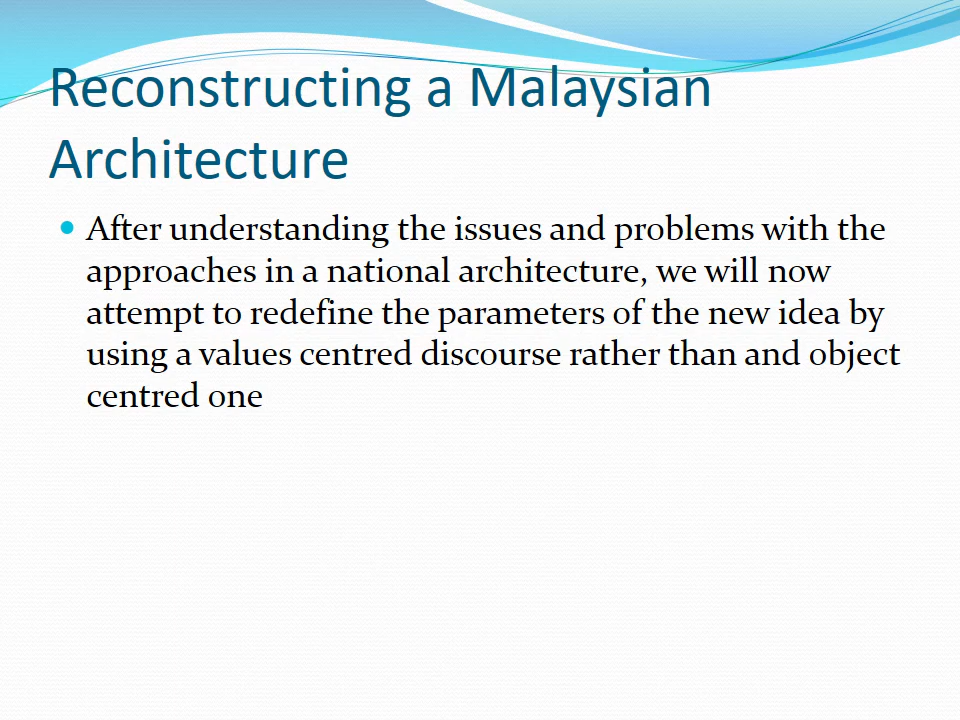 Reconstructing a Malaysian
Architecture
After understanding the issues and problems with the
approaches in a national architecture, we will now
attempt to redefine the parameters of the new idea by
using a values centred discourse rather than and object
centred one